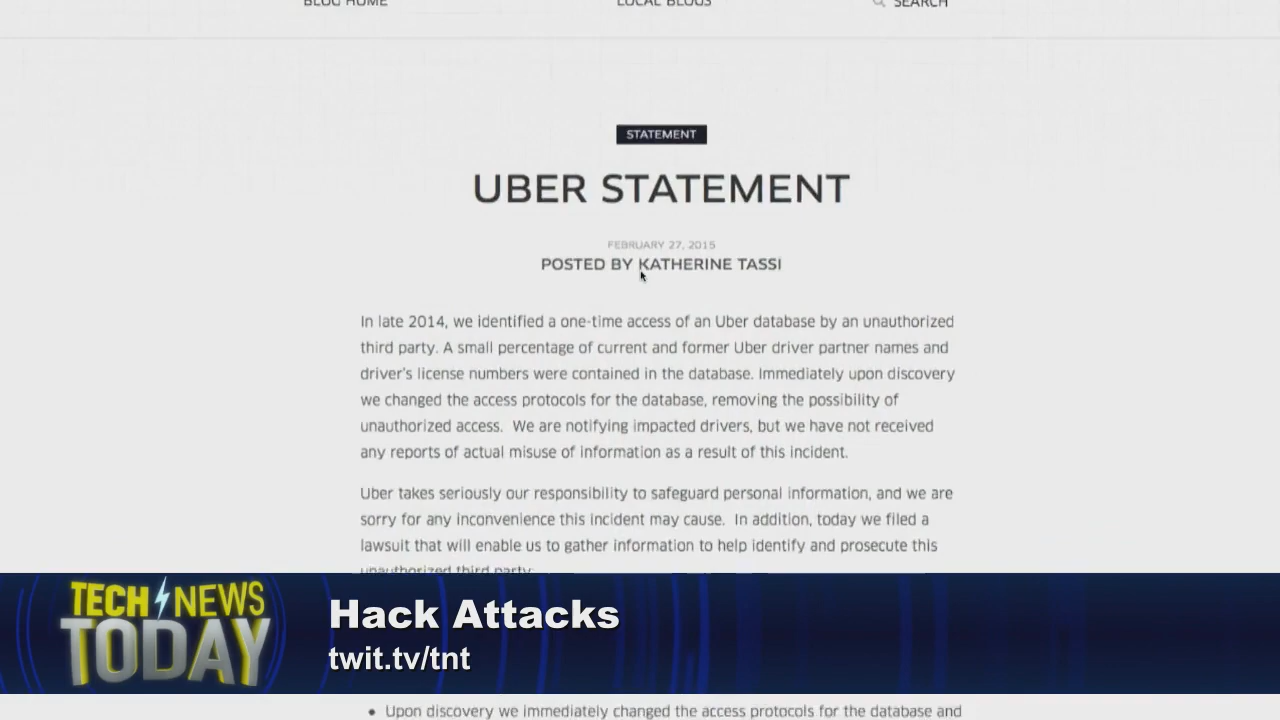 BLOG HOME LOCAL BLOGS SEARCH
STATEMENT
UBER STATEMENT
FEBRUARY 27, 2015
POSTED BY KATHERINE TASSI
In late 2014, we identified a one-time access of an Uber database by an unauthorized
third party. A small percentage of current and former Uber driver partner names and
driver's license numbers were contained in the database. Immediately upon discovery
we changed the access protocols for the database, removing the possibility of
unauthorized access.  We are notifying impacted drivers, but we have not received
any reports of actual misuse of information as a result of this incident.
Uber takes seriously our responsibility to safeguard personal information, and we are
sorry for any inconvenience this incident may cause.  In addition, today we filed a
lawsuit that will enable us to gather information to help identify and prosecute this
unauthorized third party.
TECH NEWS
TODAY
Hack Attacks
twit.tv/tnt
• Upon discovery we immediately changed the access protocols for the database and